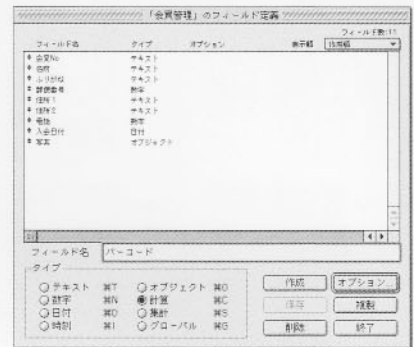 「会員管理」のフィールド定義
フィールド数:11
フィールド名 タイプ オプション 表示順 作成順
会員No テキスト
名前 テキスト
ふりがな テキスト
郵便番号 数字
住所1 テキスト
住所2 テキスト
電話 数字
入会日付 日付
写真 オブジェクト
フィールド名 バーコード
タイプ
テキスト ⌘T オブジェクト ⌘O
数字 ⌘N 計算 ⌘C
日付 ⌘D 集計 ⌘S
時刻 ⌘I グローバル ⌘G
作成 オプション...
保存 複製
削除 終了